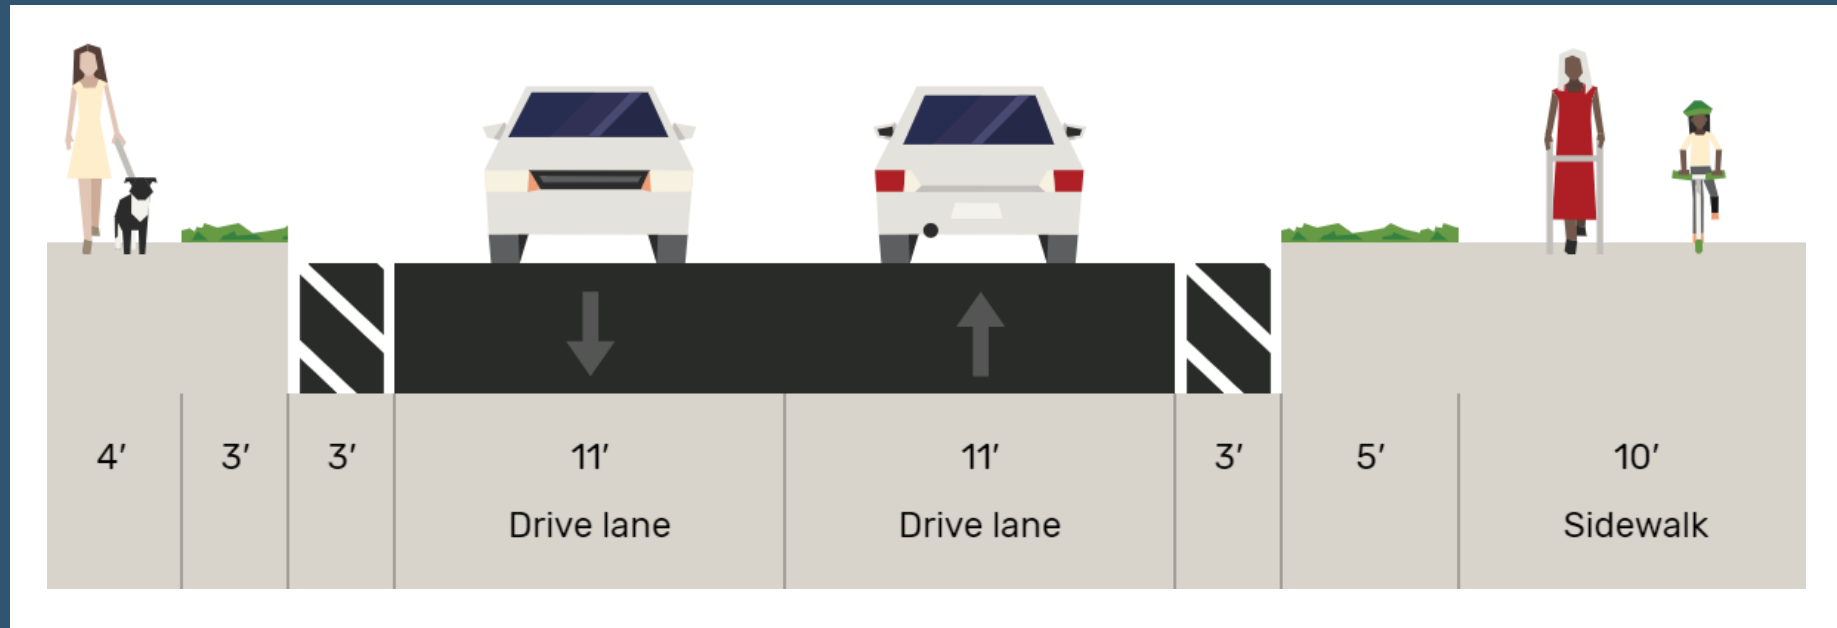 4′ 3′ 3′ 11′ 11′ 3′ 5′ 10′
Drive lane Drive lane Sidewalk